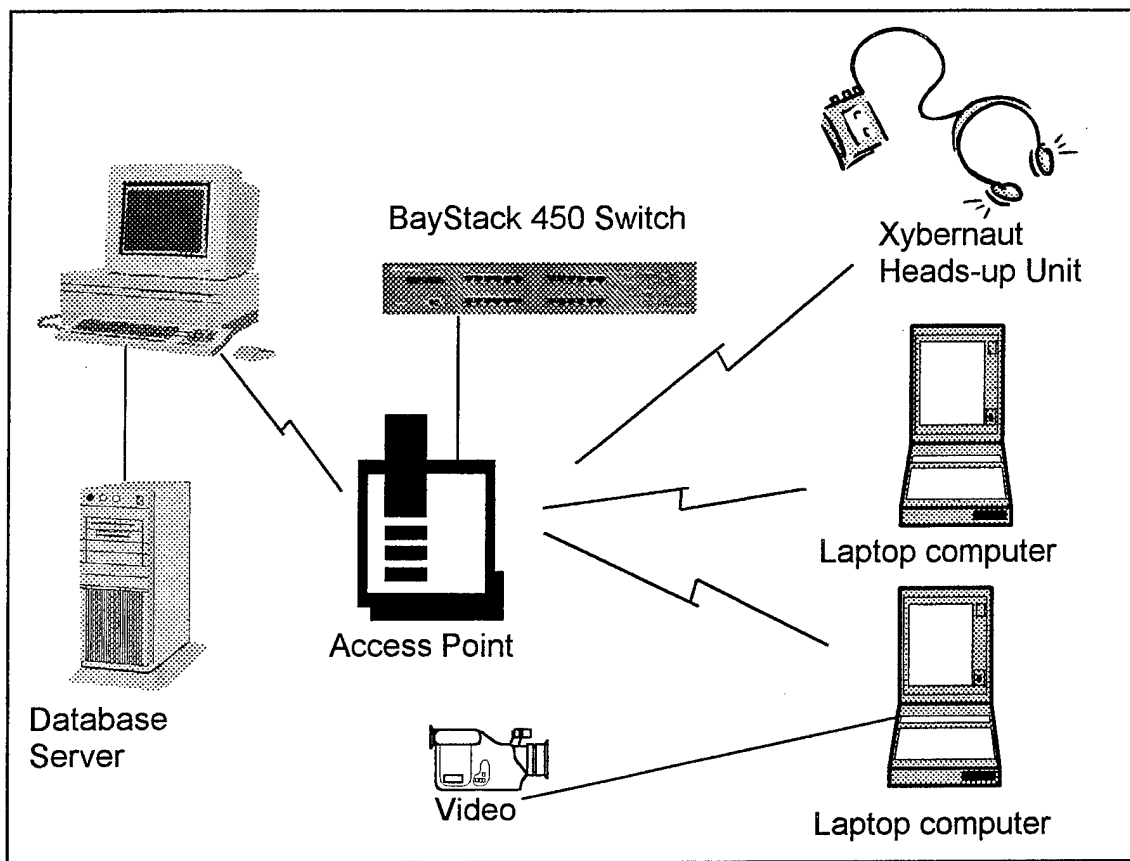 BayStack 450 Switch
Xybernaut
Heads-up Unit
Laptop computer
Access Point
Database
Server
Video
Laptop computer